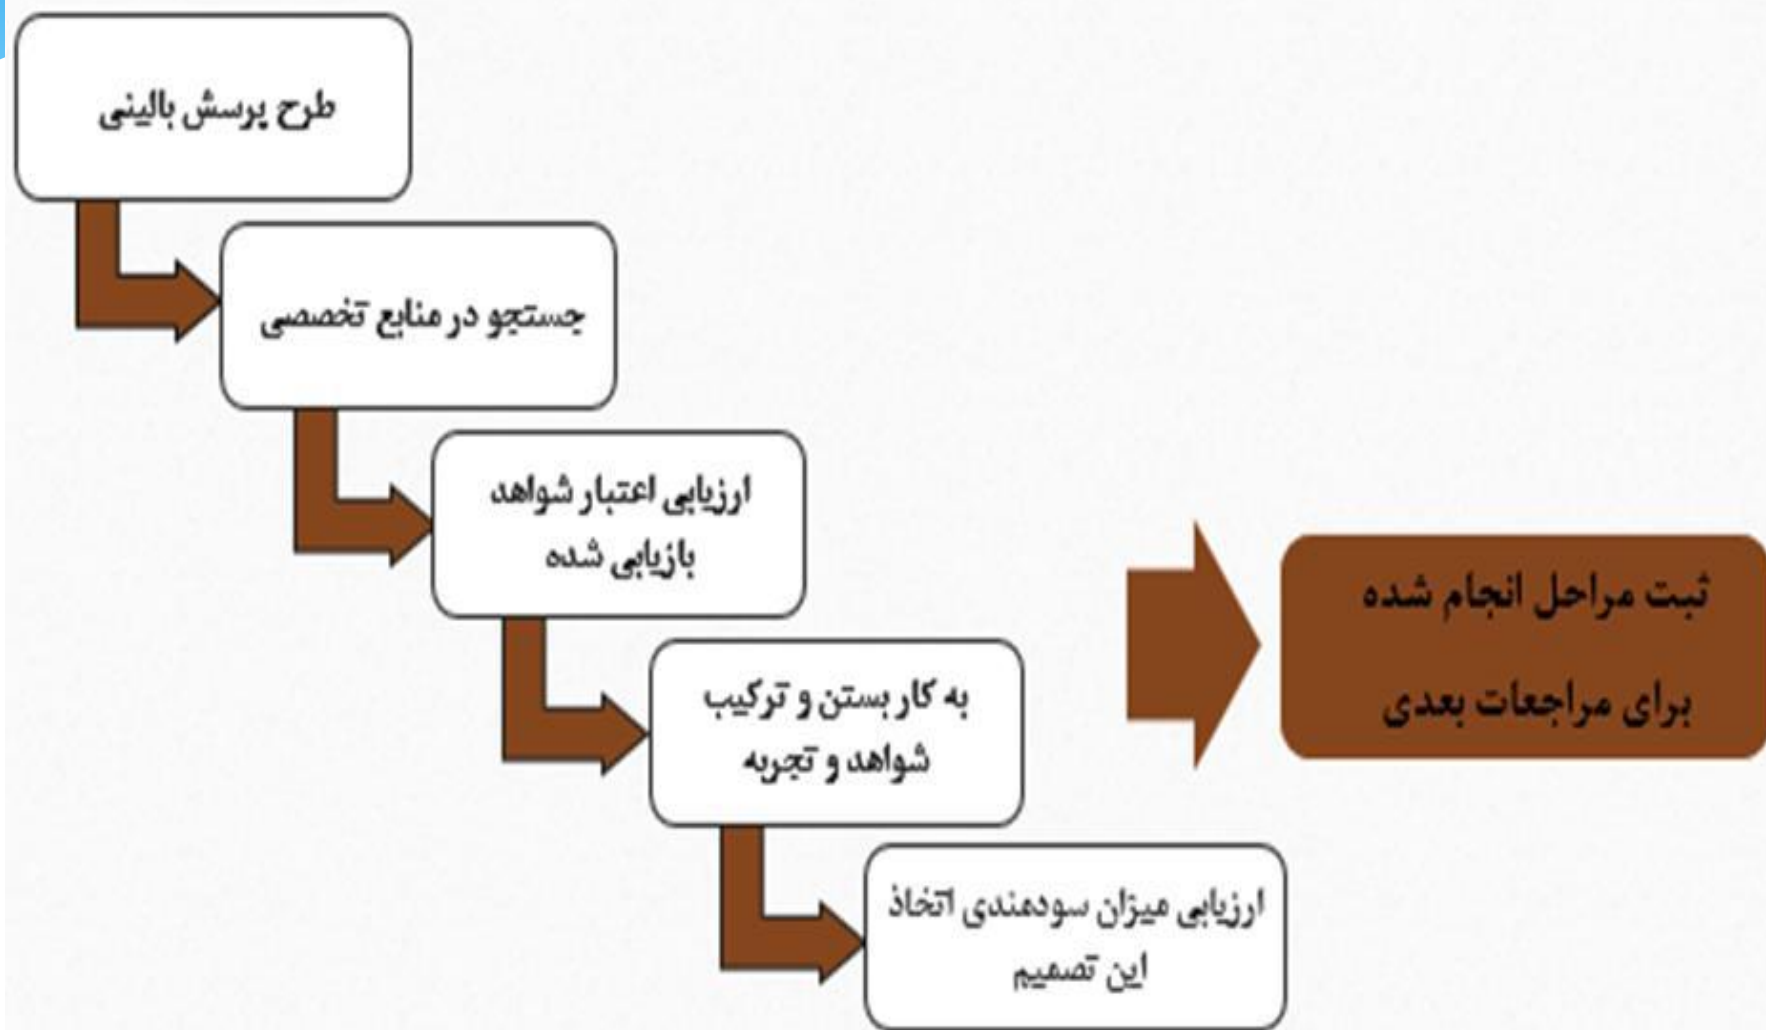 طرح پرسش بالینی
جستجو در منابع تخصصی
ارزیابی اعتبار شواهد
بازیابی شده
به کار بستن و ترکیب
شواهد و تجربه
ارزیابی میزان سودمندی اتخاذ
این تصمیم
ثبت مراحل انجام شده
برای مراجعات بعدی